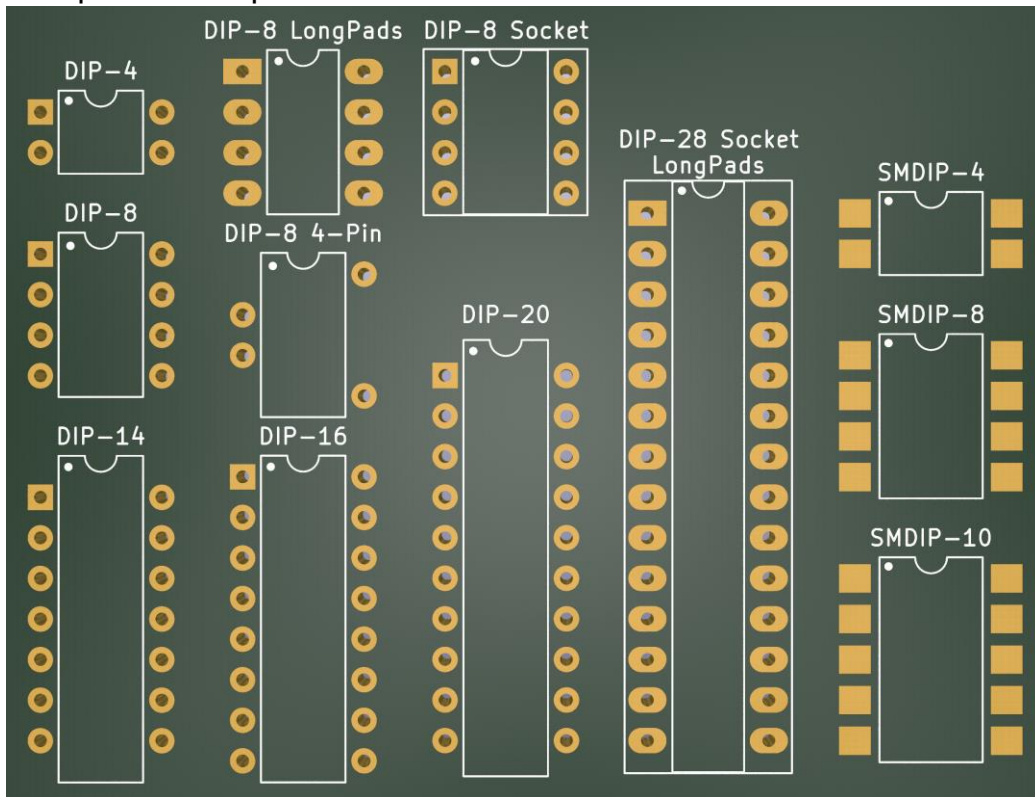 DIP-8 LongPads
DIP-8 Socket
DIP-4
DIP-28 Socket
LongPads
SMDIP-4
DIP-8
DIP-8 4-Pin
DIP-20
SMDIP-8
DIP-14
DIP-16
SMDIP-10